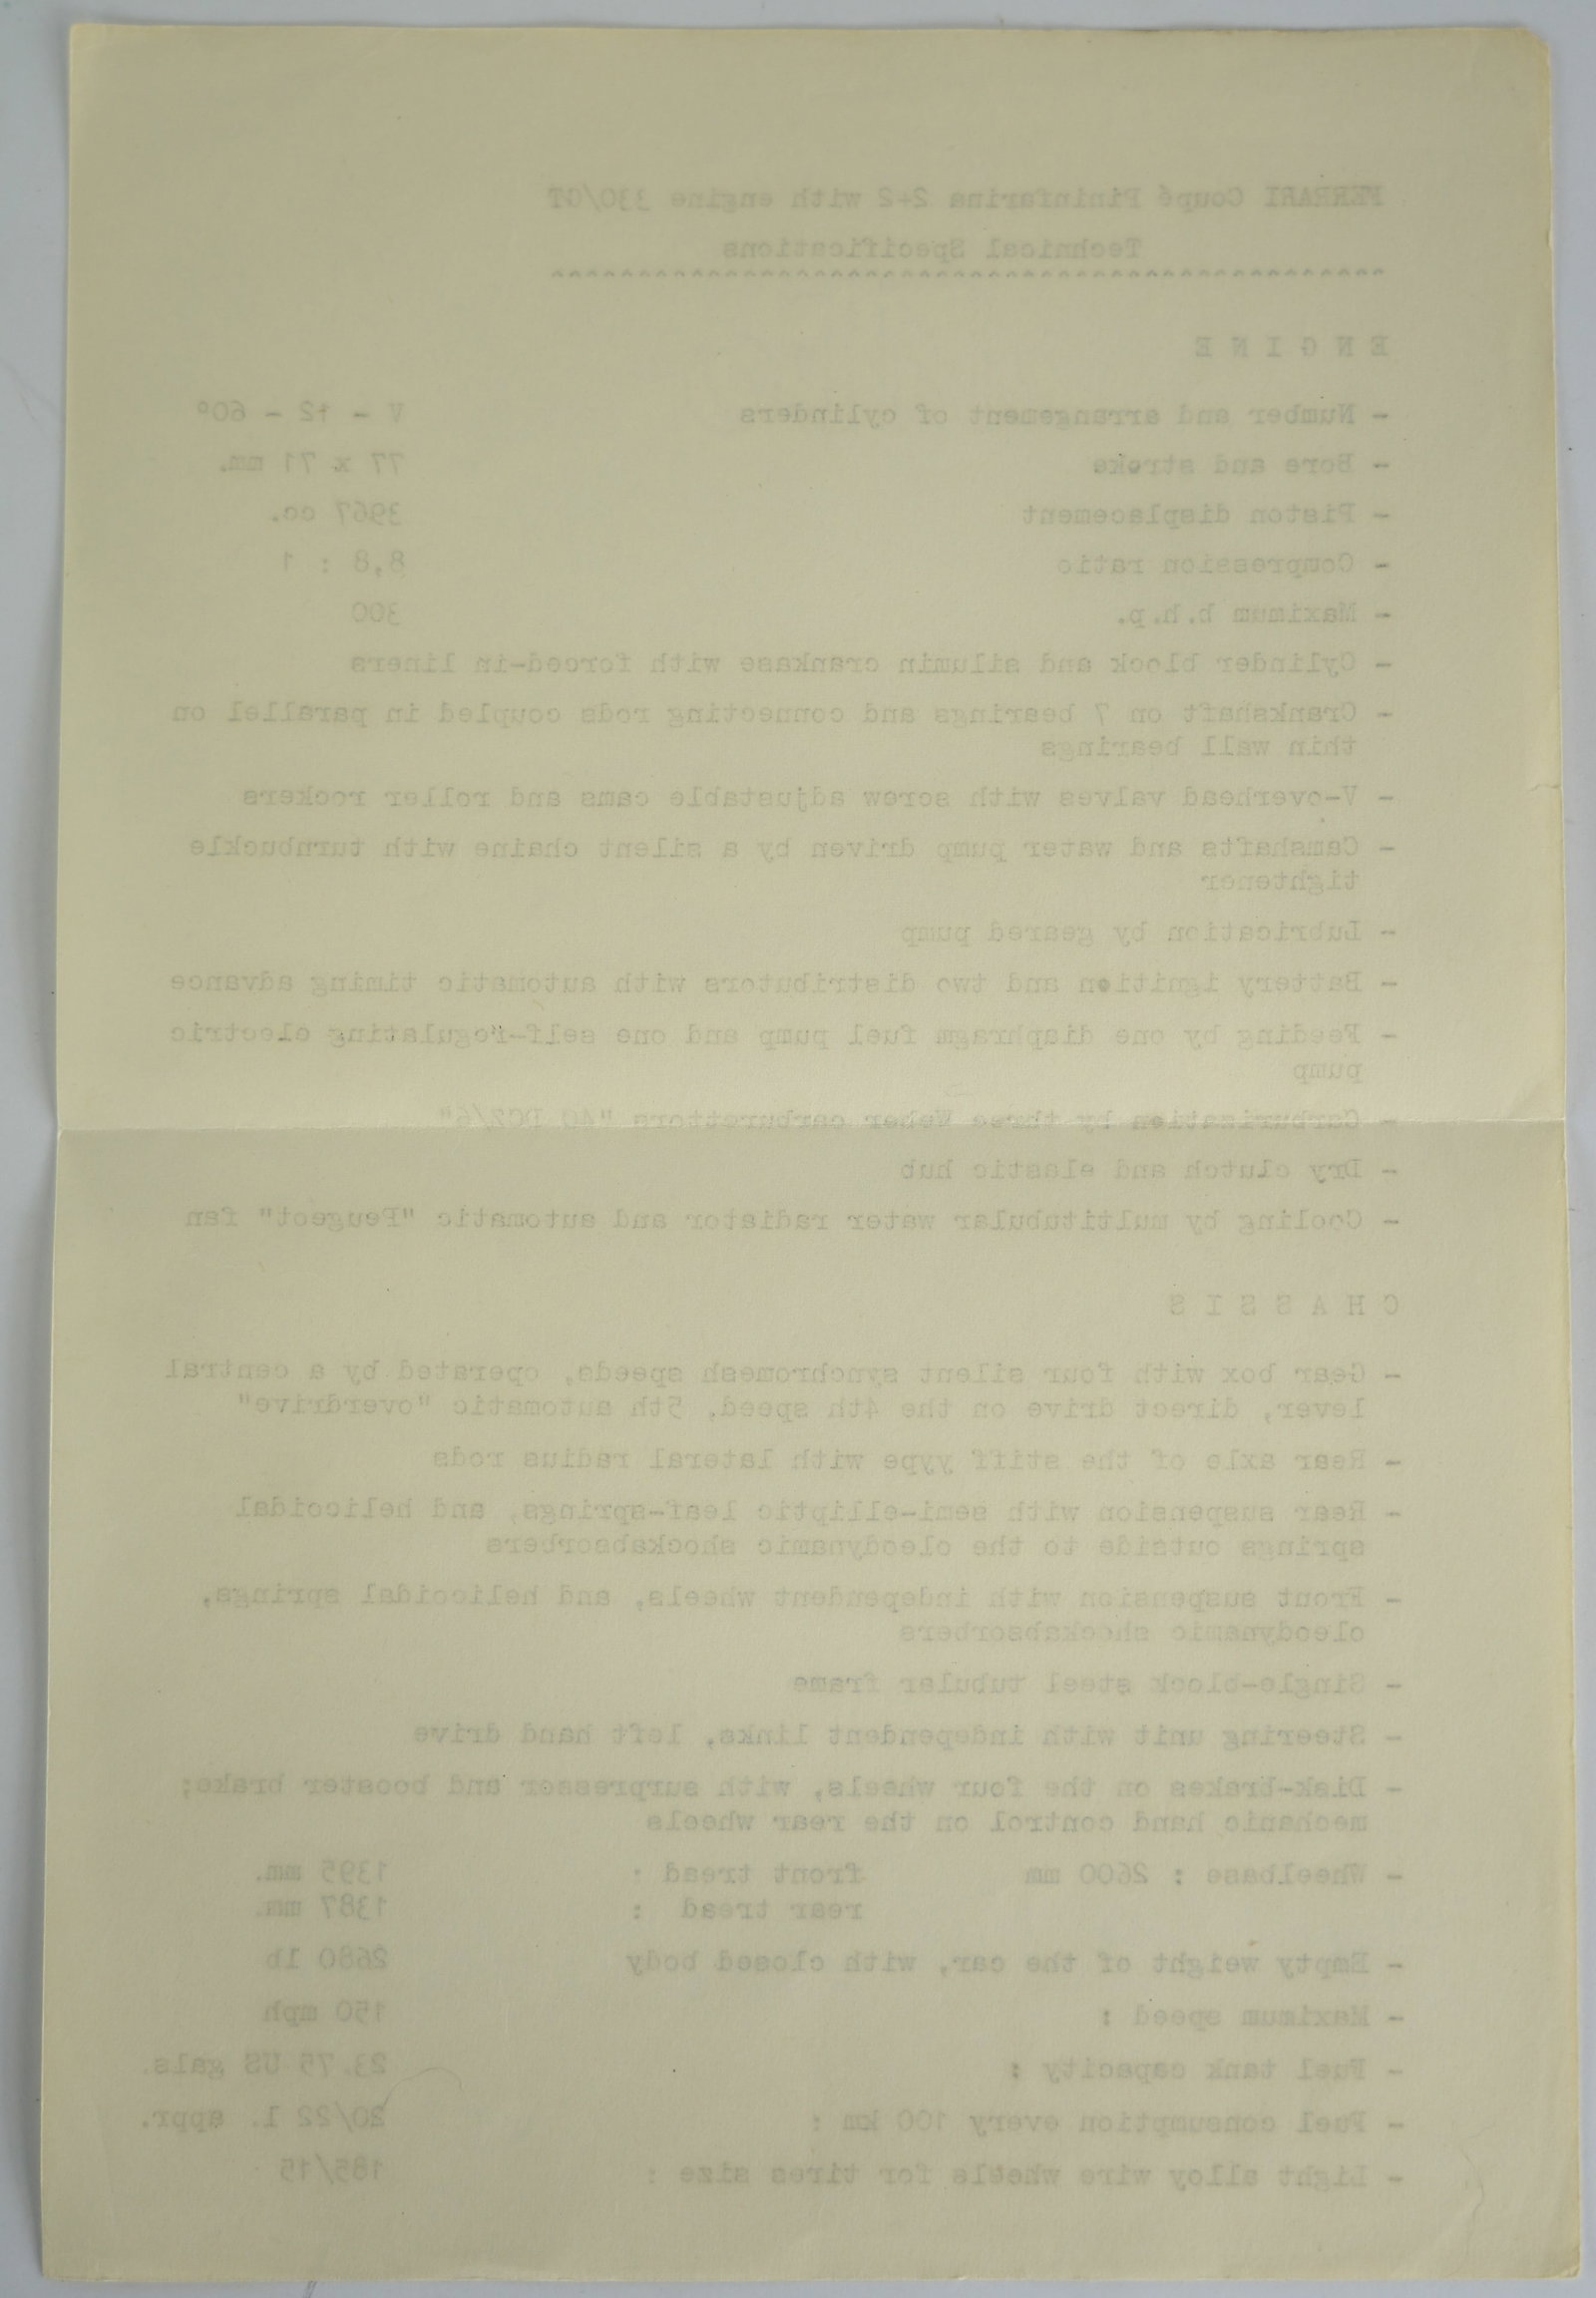 FERRARI Coupé Pininfarina 2+2 with engine 330/GT
Technical Specifications
^^^^^^^^^^^^^^^^^^^^^^^^^^^^^^^^^^^^^^^^^^^^^^^^
E N G I N E
- Number and arrangement of cylinders V - 12 - 60°
- Bore and stroke 77 x 71 mm.
- Piston displacement 3967 cc.
- Compression ratio 8,8 : 1
- Maximum b.h.p. 300
- Cylinder block and silumin crankase with forced-in liners
- Crankshaft on 7 bearings and connecting rods coupled in parallel on
thin wall bearings
- V-overhead valves with screw adjustable cams and roller rockers
- Camshafts and water pump driven by a silent chaine with turnbuckle
tightener
- Lubrication by geared pump
- Battery ignition and two distributors with automatic timing advance
- Feeding by one diaphragm fuel pump and one self-regulating electric
pump
- Carburisation by three Weber carburettors "40 DCZ/6"
- Dry clutch and elastic hub
- Cooling by multitubular water radiator and automatic "Peugeot" fan
C H A S S I S
- Gear box with four silent synchromesh speeds, operated by a central
lever, direct drive on the 4th speed. 5th automatic "overdrive"
- Rear axle of the stiff yype with lateral radius rods
- Rear suspension with semi-elliptic leaf-springs, and helicoidal
springs outside to the oleodynamic shockabsorbers
- Front suspension with independent wheels, and helicoidal springs,
oleodynamic shockabsorbers
- Single-block steel tubular frame
- Steering unit with independent links, left hand drive
- Disk-brakes on the four wheels, with surpresser and booster brake;
mechanic hand control on the rear wheels
- Wheelbase : 2600 mm front tread : 1395 mm.
rear tread : 1387 mm.
- Empty weight of the car, with closed body 2680 lb
- Maximum speed : 150 mph
- Fuel tank capacity : 23.75 US gals.
- Fuel consumption every 100 km : 20/22 l. appr.
- Light alloy wire wheels for tires size : 185/15